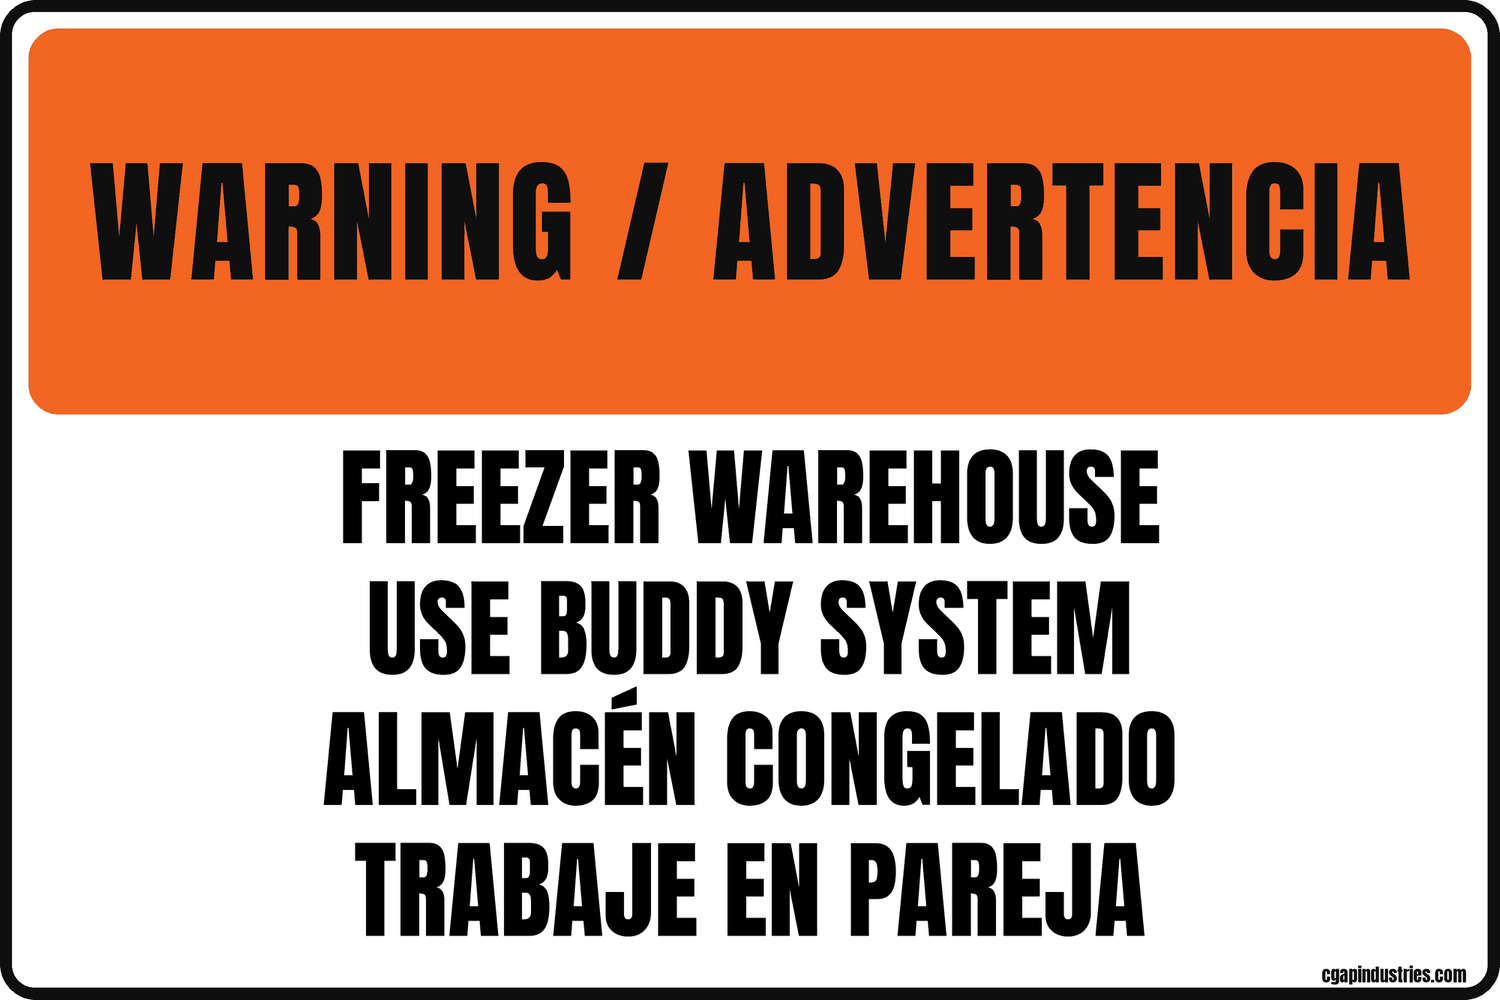 WARNING / ADVERTENCIA
FREEZER WAREHOUSE
USE BUDDY SYSTEM
ALMACÉN CONGELADO
TRABAJE EN PAREJA
cgapindustries.com